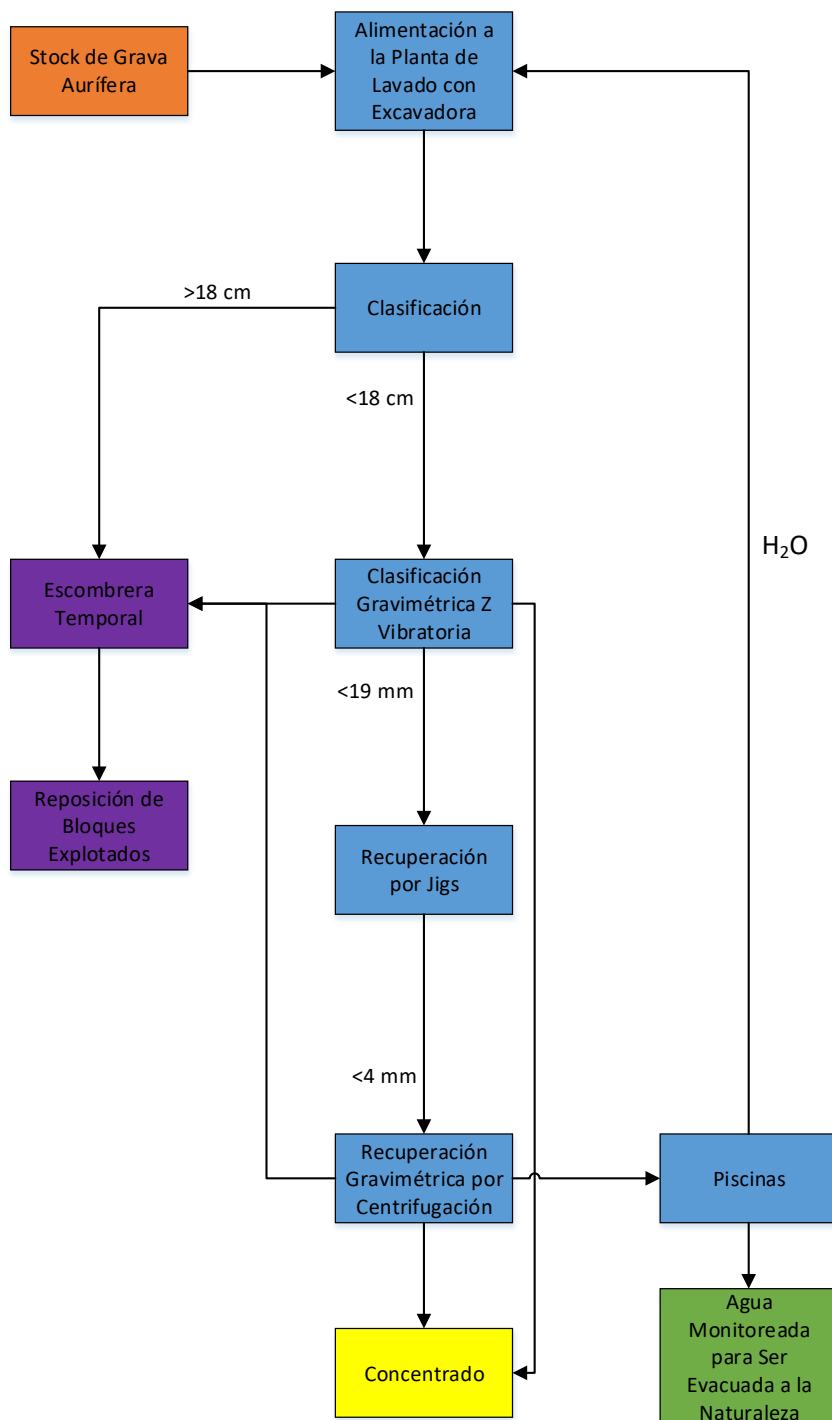 Stock de Grava
Aurífera
Alimentación a
la Planta de
Lavado con
Excavadora
>18 cm
Clasificación
<18 cm
H₂O
Escombrera
Temporal
Clasificación
Gravimétrica Z
Vibratoria
<19 mm
Reposición de
Bloques
Explotados
Recuperación
por Jigs
<4 mm
Recuperación
Gravimétrica por
Centrifugación
Piscinas
Concentrado
Agua
Monitoreada
para Ser
Evacuada a la
Naturaleza